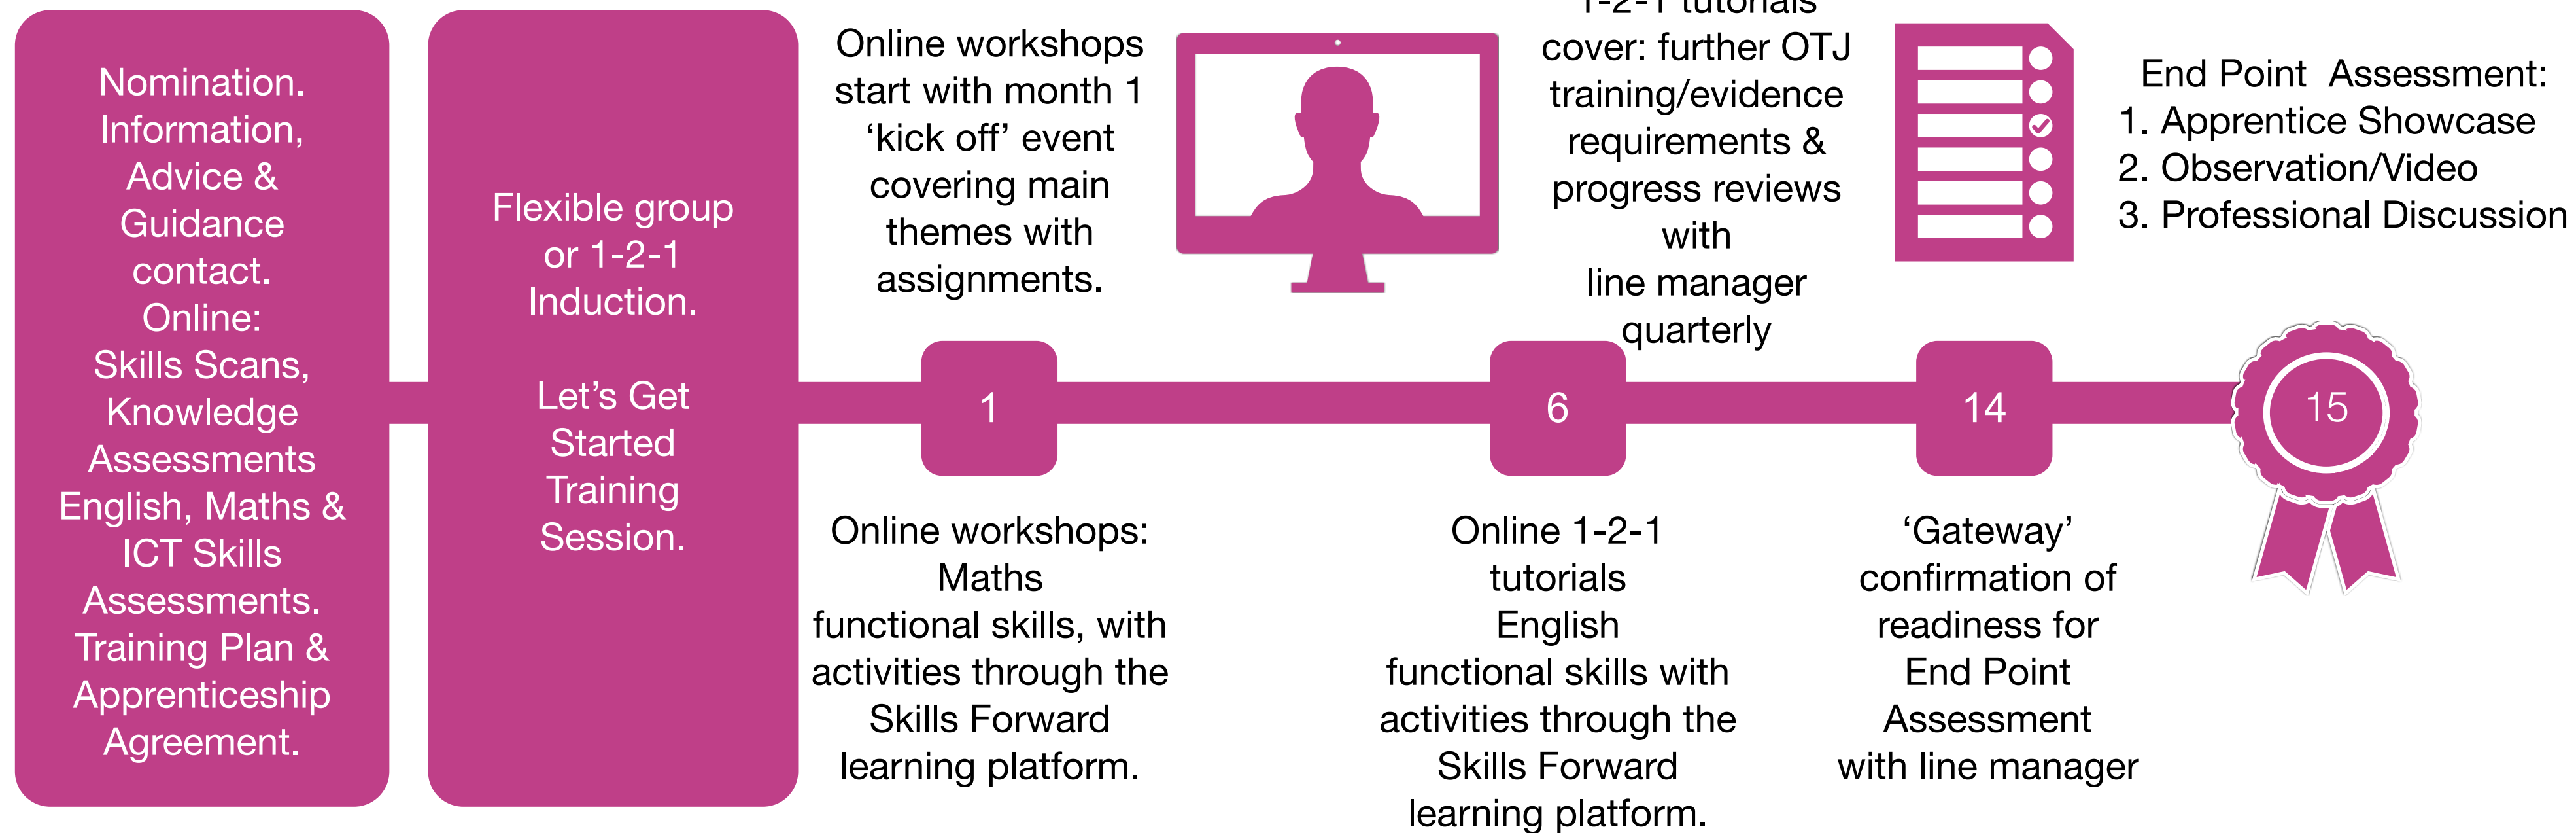 Nomination.
Information,
Advice &
Guidance
contact.
Online:
Skills Scans,
Knowledge
Assessments
English, Maths &
ICT Skills
Assessments.
Training Plan &
Apprenticeship
Agreement.
Flexible group
or 1-2-1
Induction.
Let’s Get
Started
Training
Session.
Online workshops
start with month 1
‘kick off’ event
covering main
themes with
assignments.
1
Online workshops:
Maths
functional skills, with
activities through the
Skills Forward
learning platform.
1-2-1 tutorials
cover: further OTJ
training/evidence
requirements &
progress reviews
with
line manager
quarterly
6
Online 1-2-1
tutorials
English
functional skills with
activities through the
Skills Forward
learning platform.
14
‘Gateway’
confirmation of
readiness for
End Point
Assessment
with line manager
End Point  Assessment:
1. Apprentice Showcase
2. Observation/Video
3. Professional Discussion
15